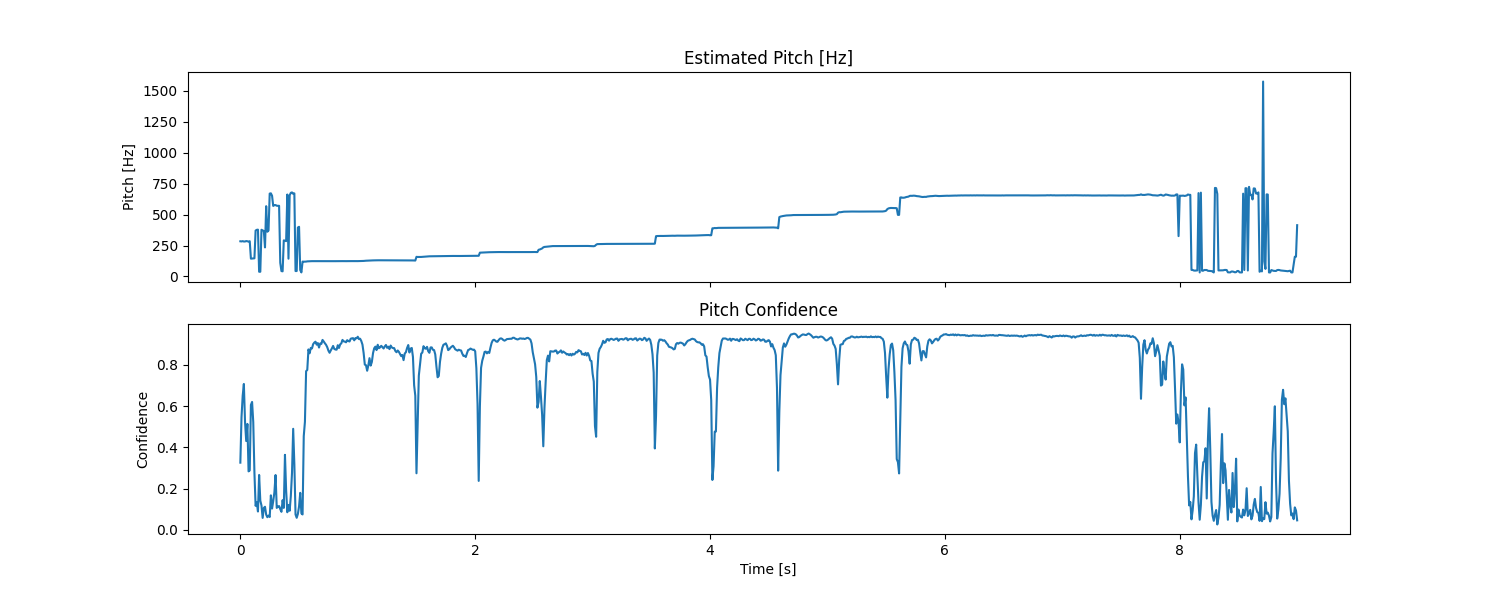 Estimated Pitch [Hz]
Pitch [Hz]
1500
1250
1000
750
500
250
0
Pitch Confidence
Confidence
0.8
0.6
0.4
0.2
0.0
0 2 4 6 8
Time [s]